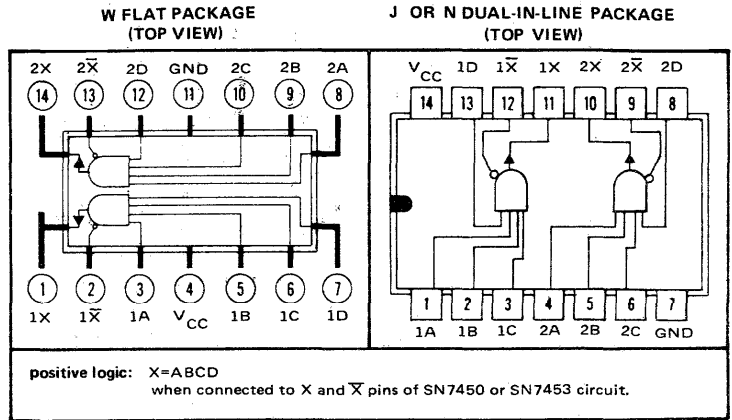 W FLAT PACKAGE
(TOP VIEW)
2X 2X̅ 2D GND 2C 2B 2A
14 13 12 11 10 9 8
1 2 3 4 5 6 7
1X 1X̅ 1A VCC 1B 1C 1D
J OR N DUAL-IN-LINE PACKAGE
(TOP VIEW)
VCC 1D 1X̅ 1X 2X 2X̅ 2D
14 13 12 11 10 9 8
1 2 3 4 5 6 7
1A 1B 1C 2A 2B 2C GND
positive logic: X=ABCD
when connected to X and X̅ pins of SN7450 or SN7453 circuit.